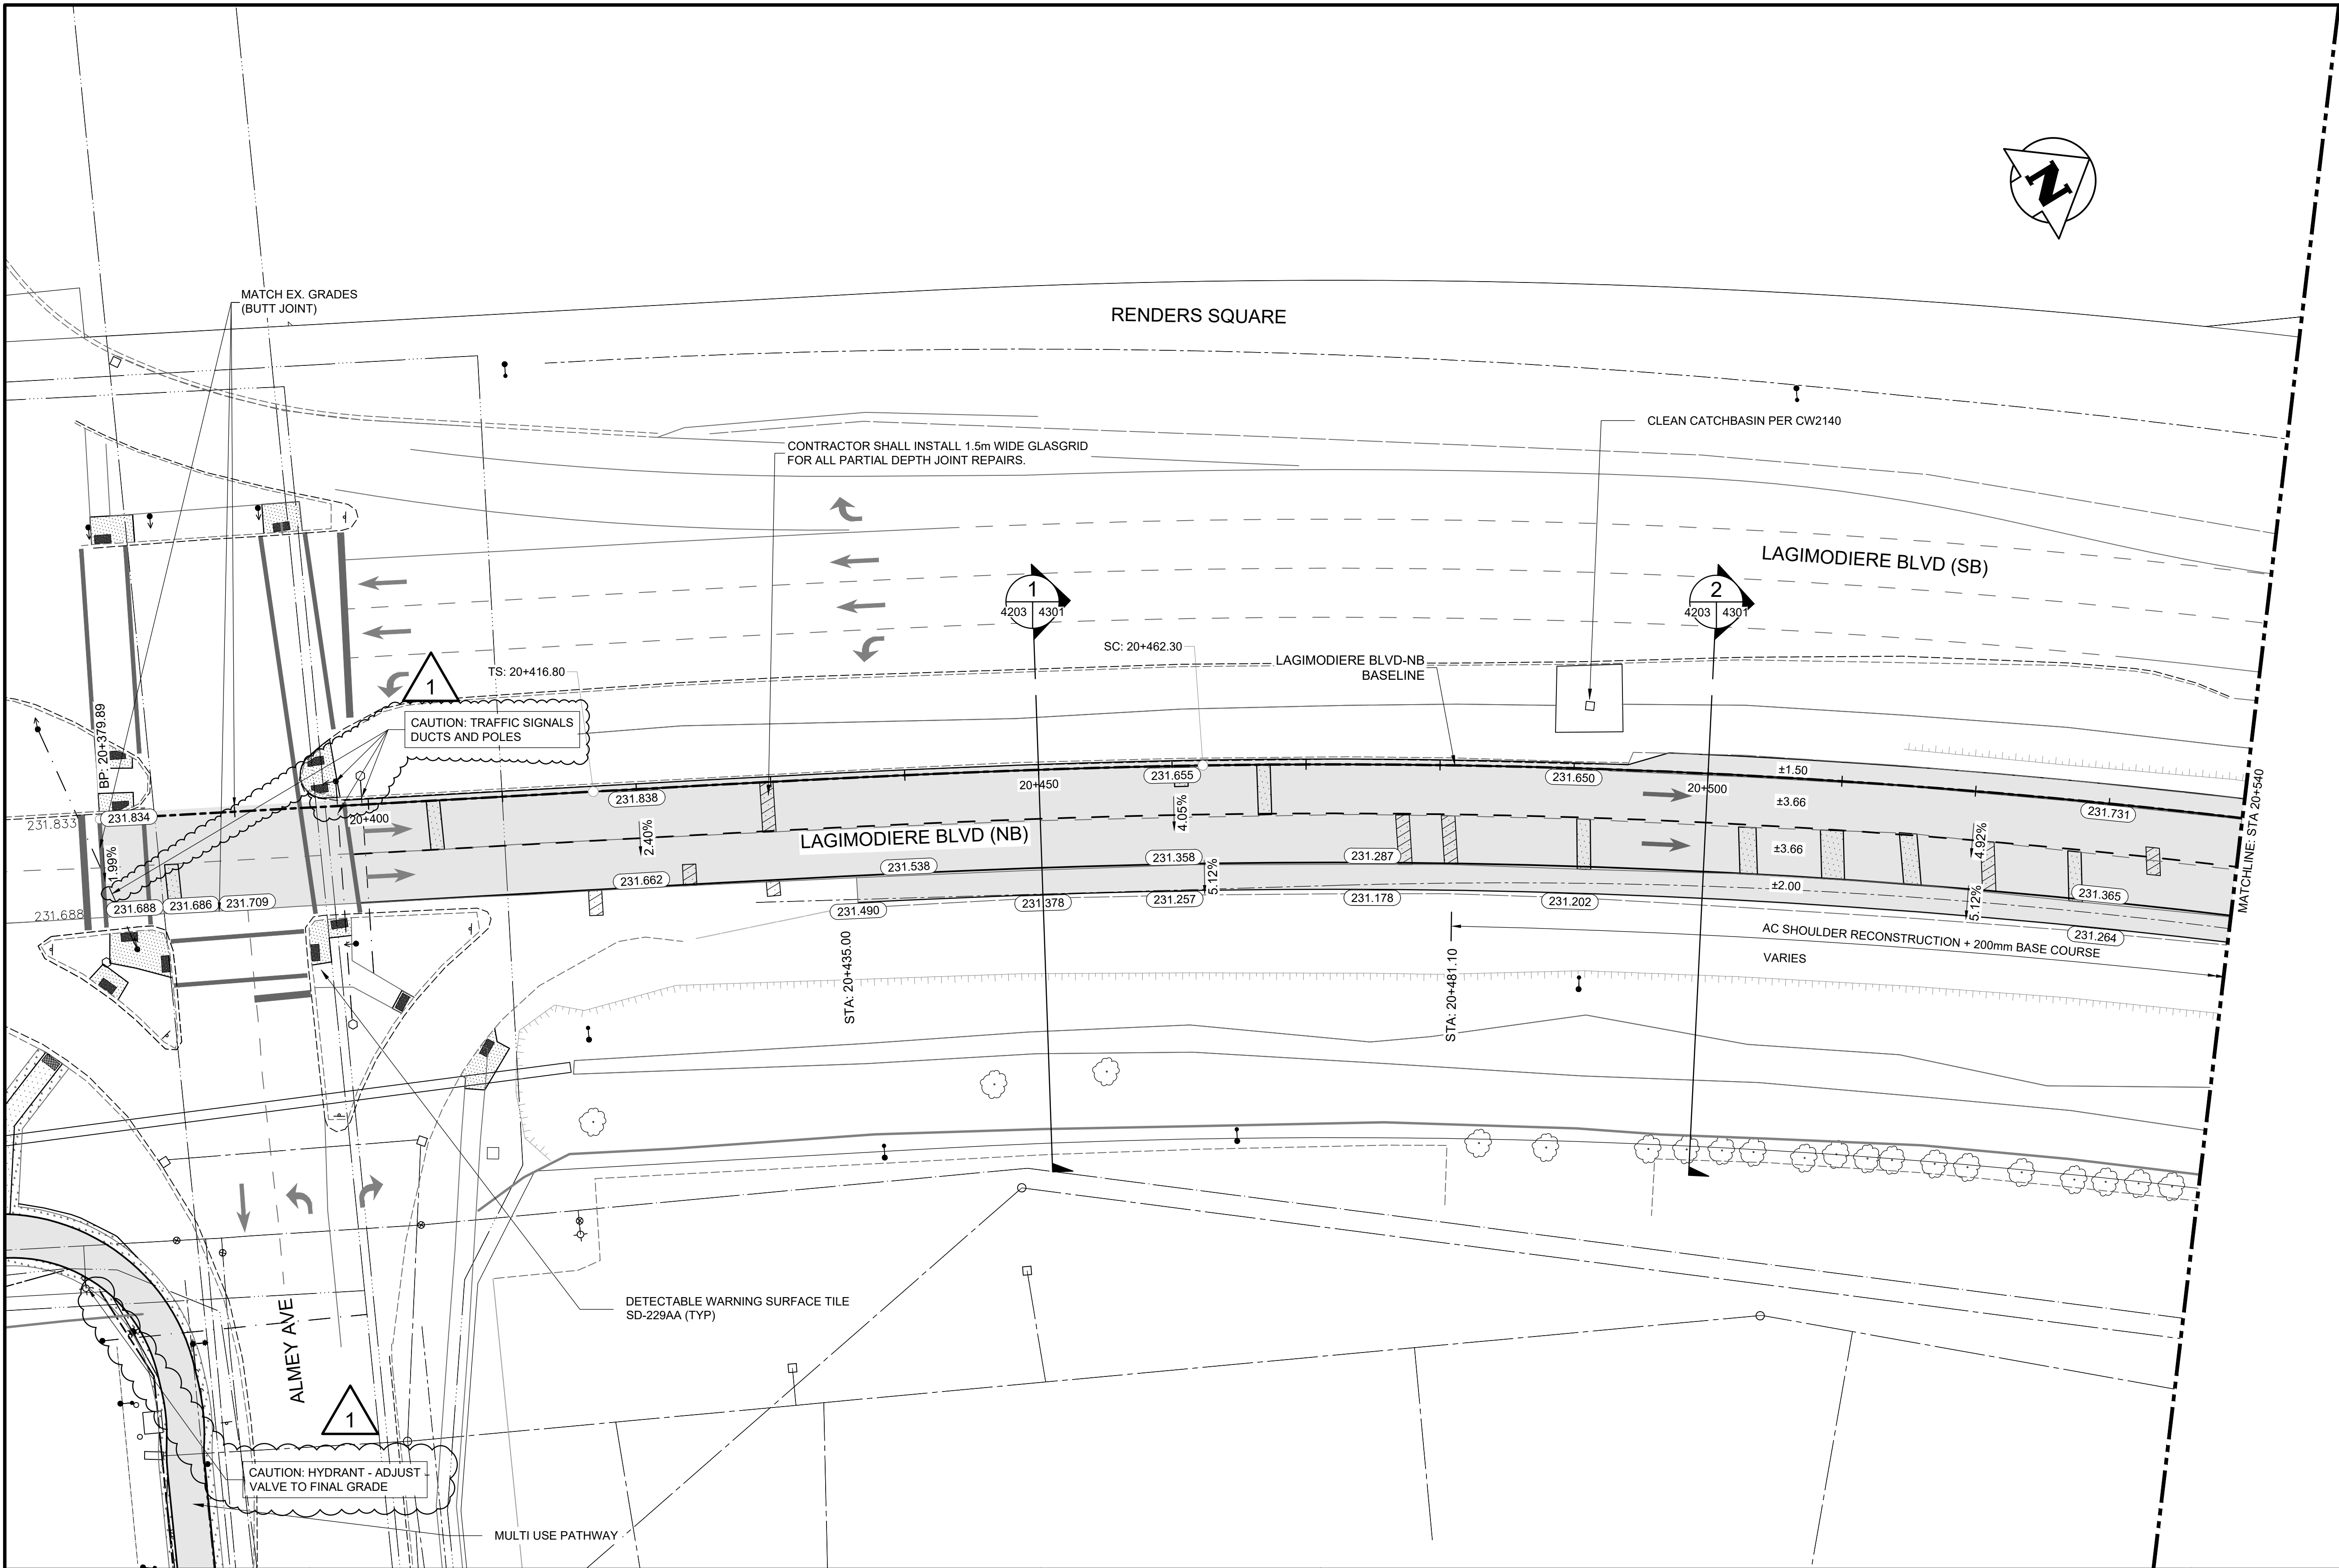 N
MATCH EX. GRADES
(BUTT JOINT)
RENDERS SQUARE
CLEAN CATCHBASIN PER CW2140
CONTRACTOR SHALL INSTALL 1.5m WIDE GLASGRID
FOR ALL PARTIAL DEPTH JOINT REPAIRS.
LAGIMODIERE BLVD (SB)
1
4203 4301
2
4203 4301
SC: 20+462.30
LAGIMODIERE BLVD-NB
BASELINE
TS: 20+416.80
1
CAUTION: TRAFFIC SIGNALS
DUCTS AND POLES
BP: 20+379.89
231.833
231.834
20+400
231.838
20+450
231.655
231.650
20+500
±1.50
±3.66
231.731
MATCHLINE: STA 20+540
1.99%
2.40%
LAGIMODIERE BLVD (NB)
4.05%
4.92%
±3.66
231.688
231.688
231.686
231.709
231.662
231.538
231.358
231.287
5.12%
±2.00
5.12%
231.365
231.490
231.378
231.257
231.178
231.202
231.264
STA: 20+435.00
STA: 20+481.10
AC SHOULDER RECONSTRUCTION + 200mm BASE COURSE
VARIES
DETECTABLE WARNING SURFACE TILE
SD-229AA (TYP)
ALMEY AVE
1
CAUTION: HYDRANT - ADJUST
VALVE TO FINAL GRADE
MULTI USE PATHWAY